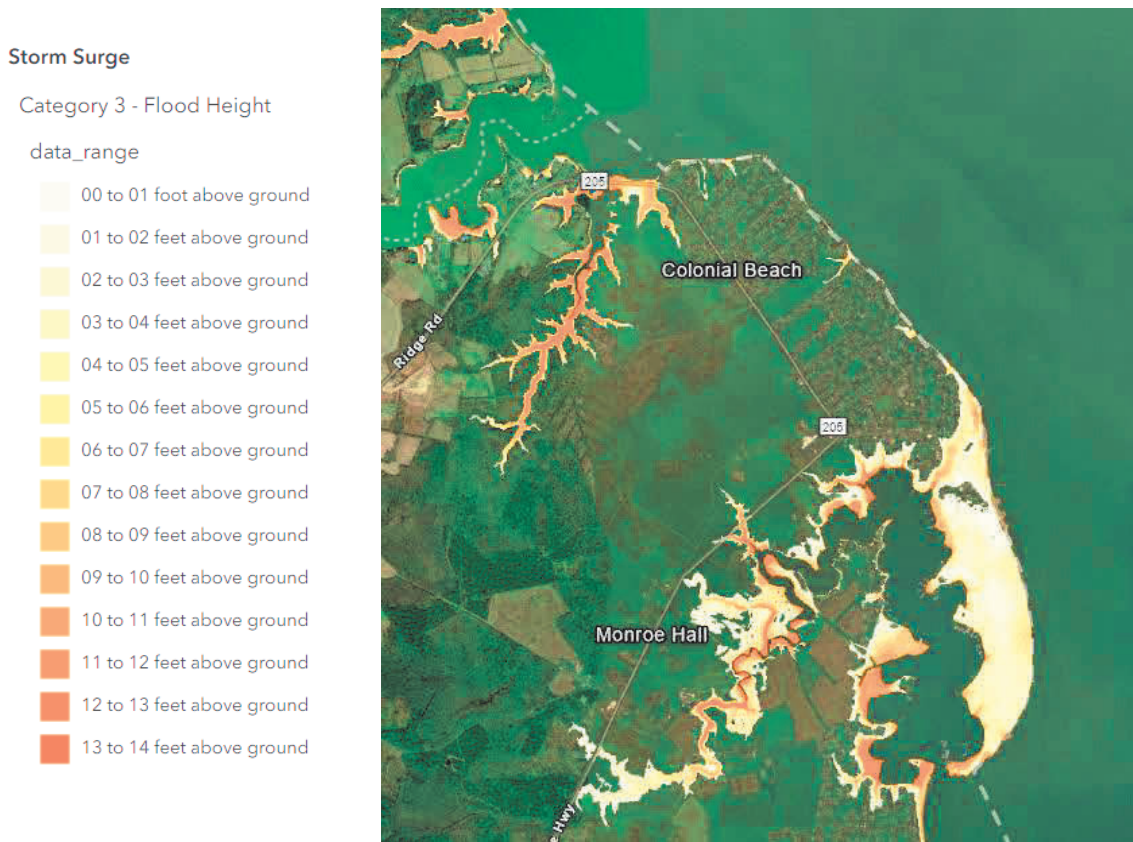 Storm Surge
Category 3 - Flood Height
data_range
00 to 01 foot above ground
01 to 02 feet above ground
02 to 03 feet above ground
03 to 04 feet above ground
04 to 05 feet above ground
05 to 06 feet above ground
06 to 07 feet above ground
07 to 08 feet above ground
08 to 09 feet above ground
09 to 10 feet above ground
10 to 11 feet above ground
11 to 12 feet above ground
12 to 13 feet above ground
13 to 14 feet above ground
205
Colonial Beach
Ridge Rd
205
Monroe Hall
e Hwy